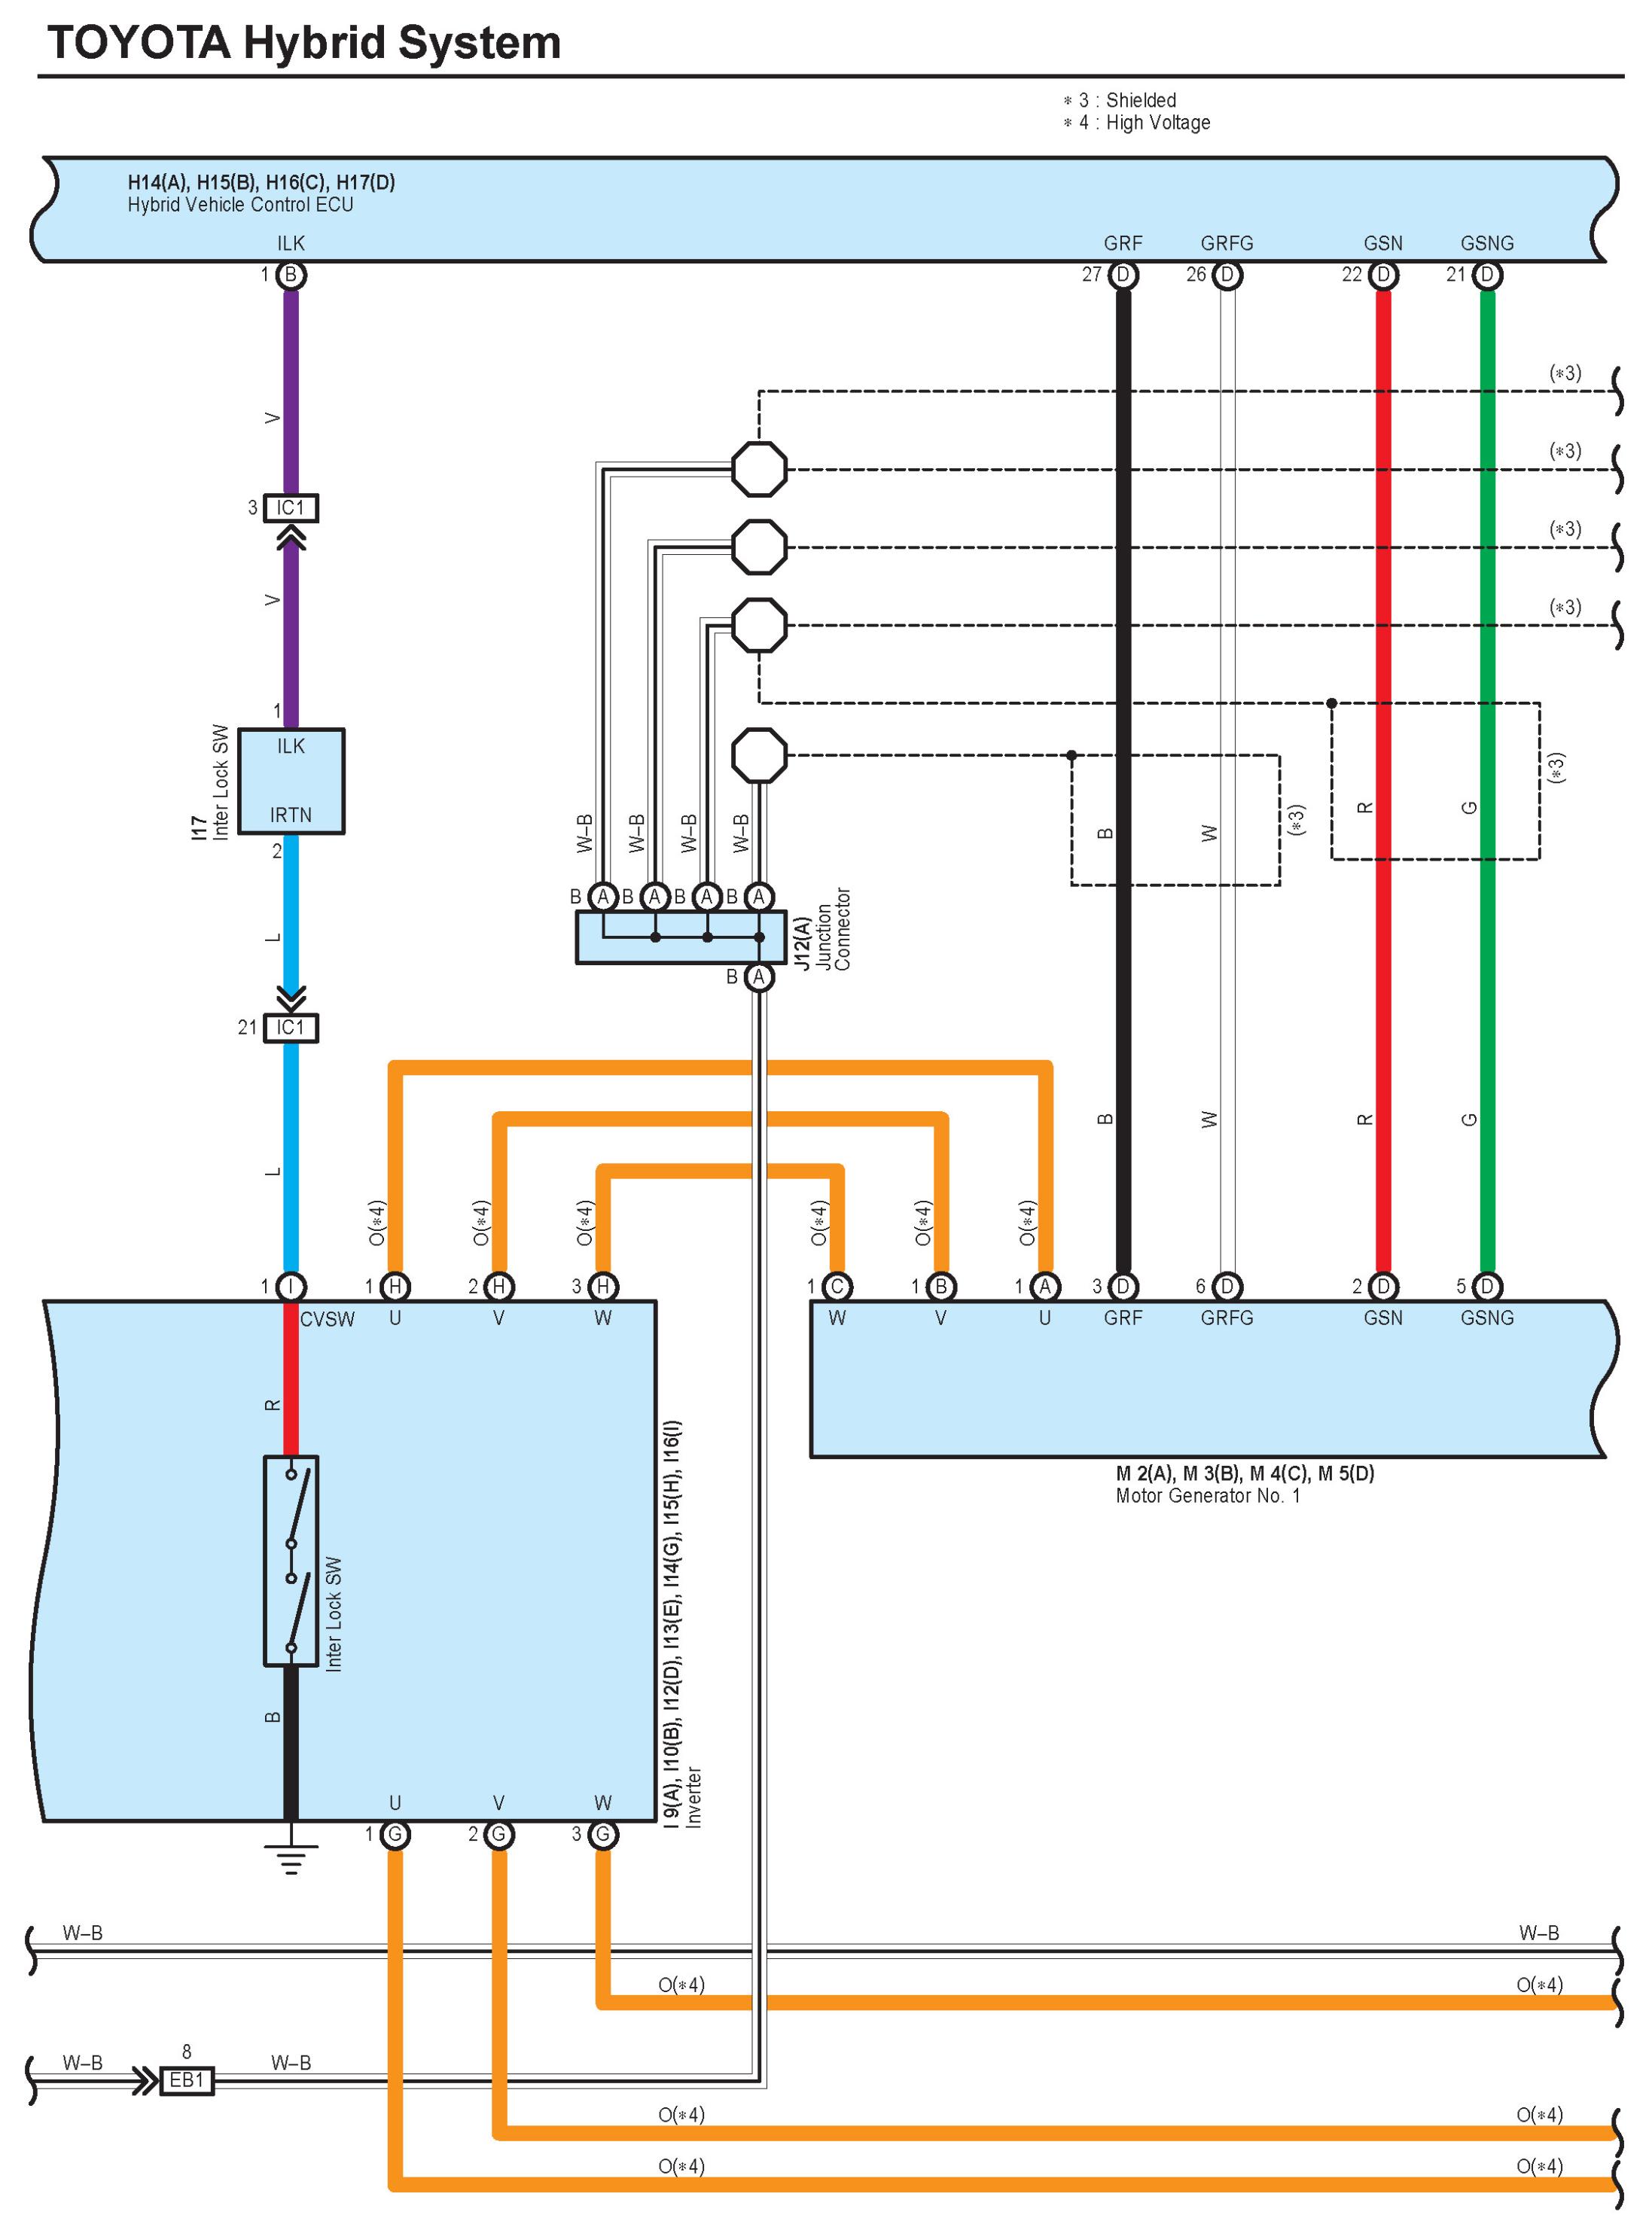 TOYOTA Hybrid System
* 3 : Shielded
* 4 : High Voltage
H14(A), H15(B), H16(C), H17(D)
Hybrid Vehicle Control ECU
ILK GRF GRFG GSN GSNG
1 B 27 D 26 D 22 D 21 D
(*3)
V
(*3)
3 IC1
(*3)
V
(*3)
1
ILK
IRTN
I17
Inter Lock SW
2
(*3)
R G
(*3)
B W
W–B W–B W–B W–B
B A B A B A B A
J12(A)
Junction
Connector
B A
L
21 IC1
B W R G
L
O(*4) O(*4) O(*4) O(*4) O(*4) O(*4)
1 I 1 H 2 H 3 H 1 C 1 B 1 A 3 D 6 D 2 D 5 D
CVSW U V W W V U GRF GRFG GSN GSNG
R
M 2(A), M 3(B), M 4(C), M 5(D)
Motor Generator No. 1
Inter Lock SW
B
I 9(A), I10(B), I12(D), I13(E), I14(G), I15(H), I16(I)
Inverter
U V W
1 G 2 G 3 G
W–B W–B
O(*4) O(*4)
8
W–B EB1 W–B
O(*4) O(*4)
O(*4) O(*4)